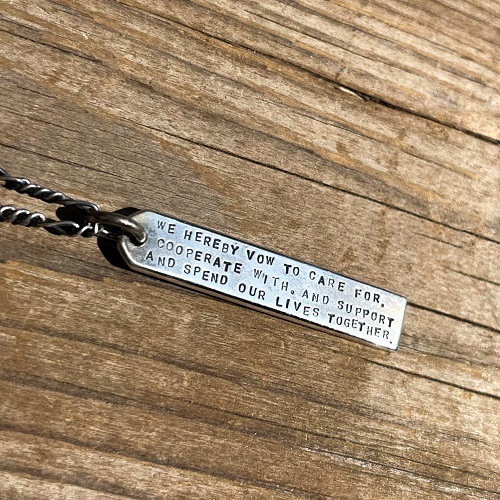 WE HEREBY VOW TO CARE FOR.
COOPERATE WITH. AND SUPPORT
AND SPEND OUR LIVES TOGETHER.